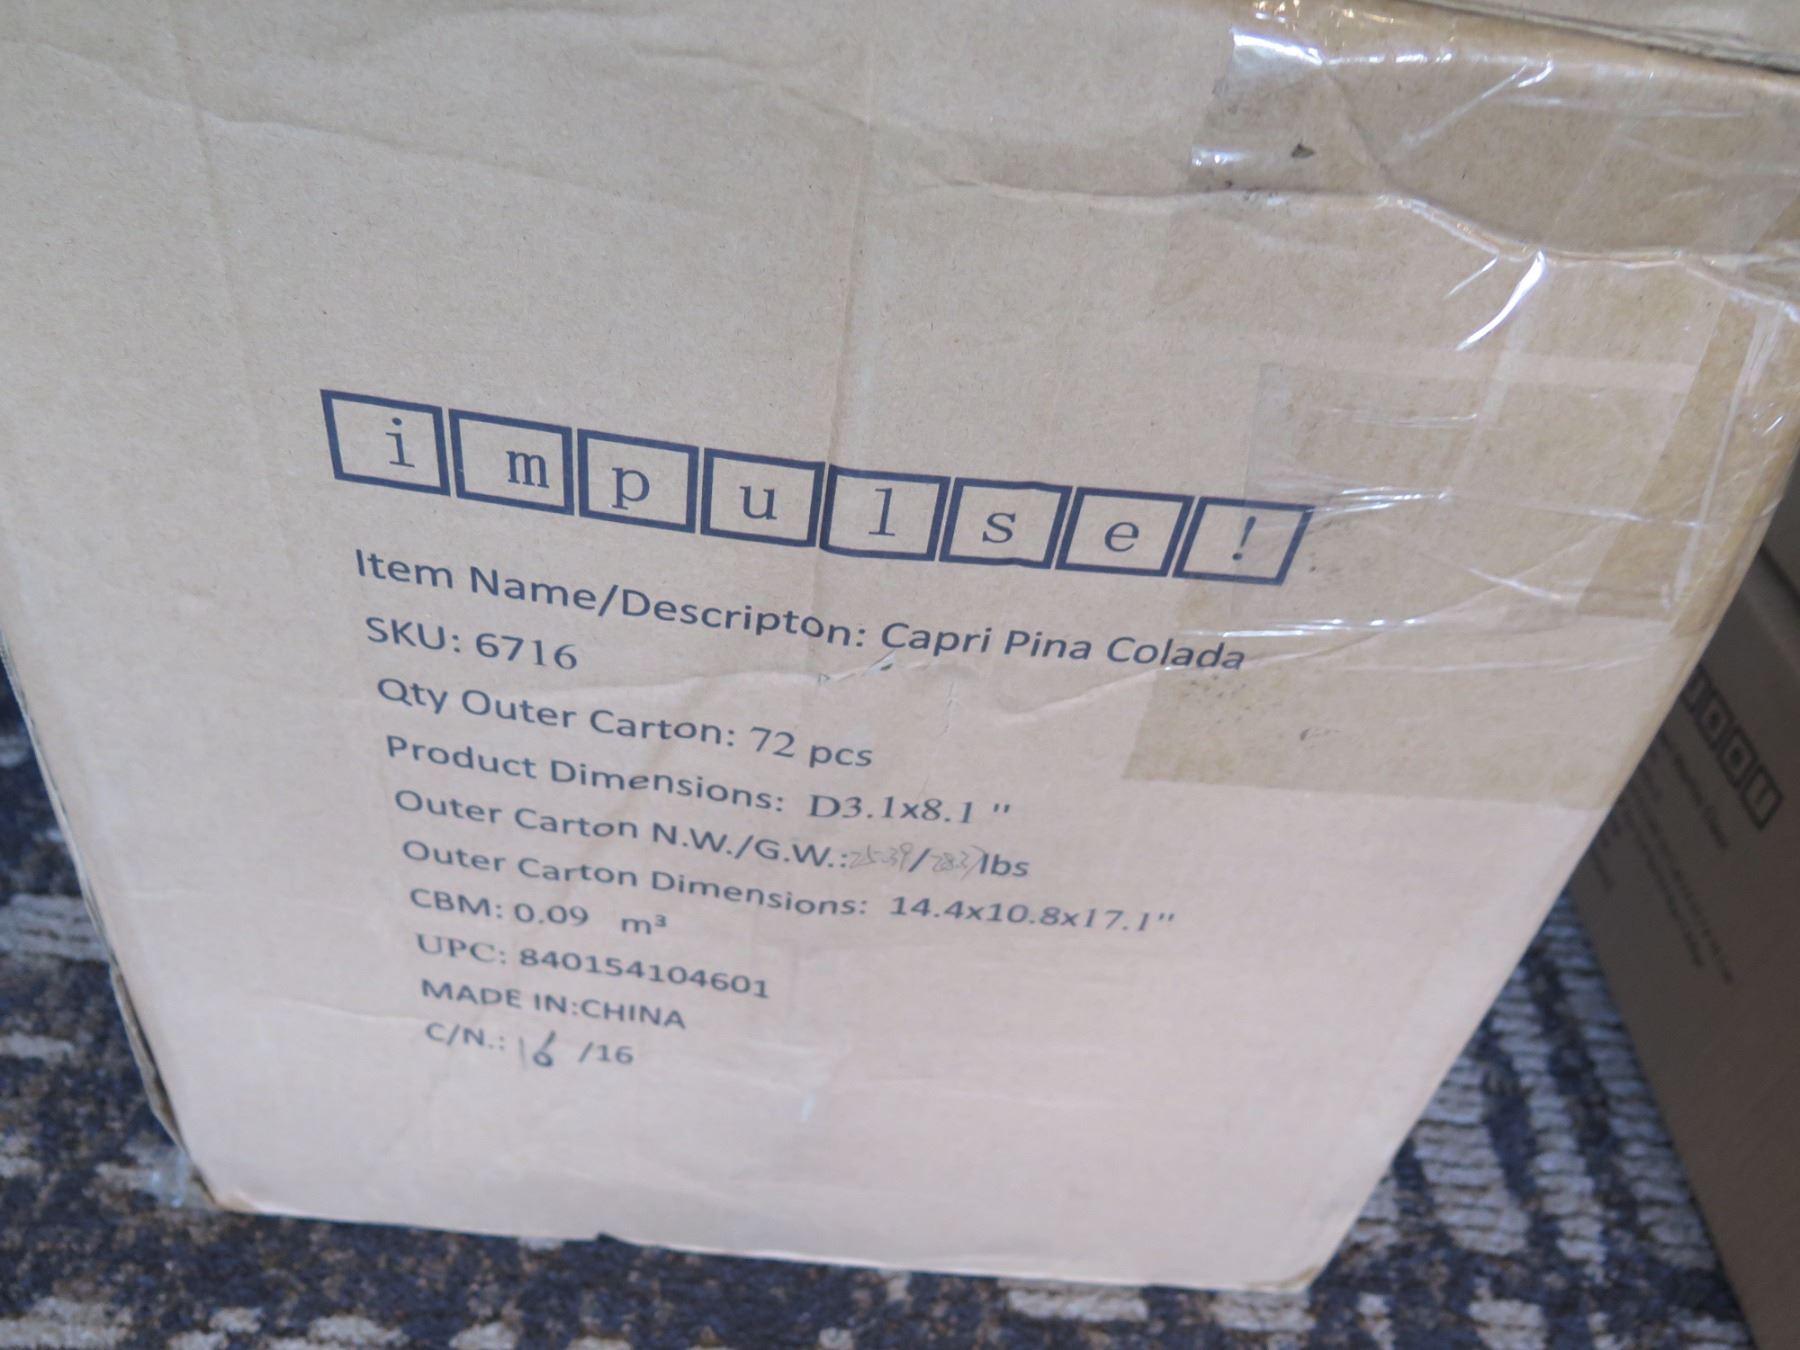 impulse!
Item Name/Descripton: Capri Pina Colada
SKU: 6716
Qty Outer Carton: 72 pcs
Product Dimensions: D3.1x8.1 "
Outer Carton N.W./G.W.: / lbs
Outer Carton Dimensions: 14.4x10.8x17.1"
CBM: 0.09 m³
UPC: 840154104601
MADE IN:CHINA
C/N.: 16 /16